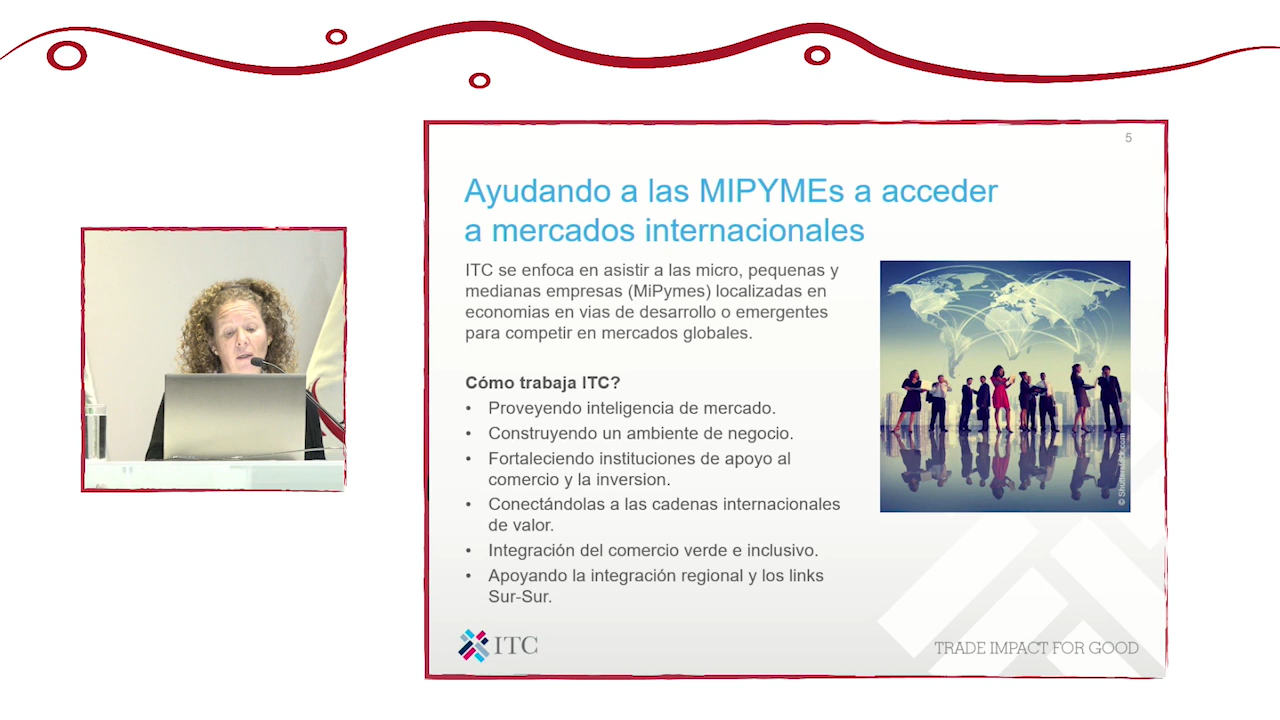 5
Ayudando a las MIPYMEs a acceder
a mercados internacionales
ITC se enfoca en asistir a las micro, pequenas y
medianas empresas (MiPymes) localizadas en
economias en vias de desarrollo o emergentes
para competir en mercados globales.
Cómo trabaja ITC?
• Proveyendo inteligencia de mercado.
• Construyendo un ambiente de negocio.
• Fortaleciendo instituciones de apoyo al
comercio y la inversion.
• Conectándolas a las cadenas internacionales
de valor.
• Integración del comercio verde e inclusivo.
• Apoyando la integración regional y los links
Sur-Sur.
© Shutterstock.com
ITC
TRADE IMPACT FOR GOOD